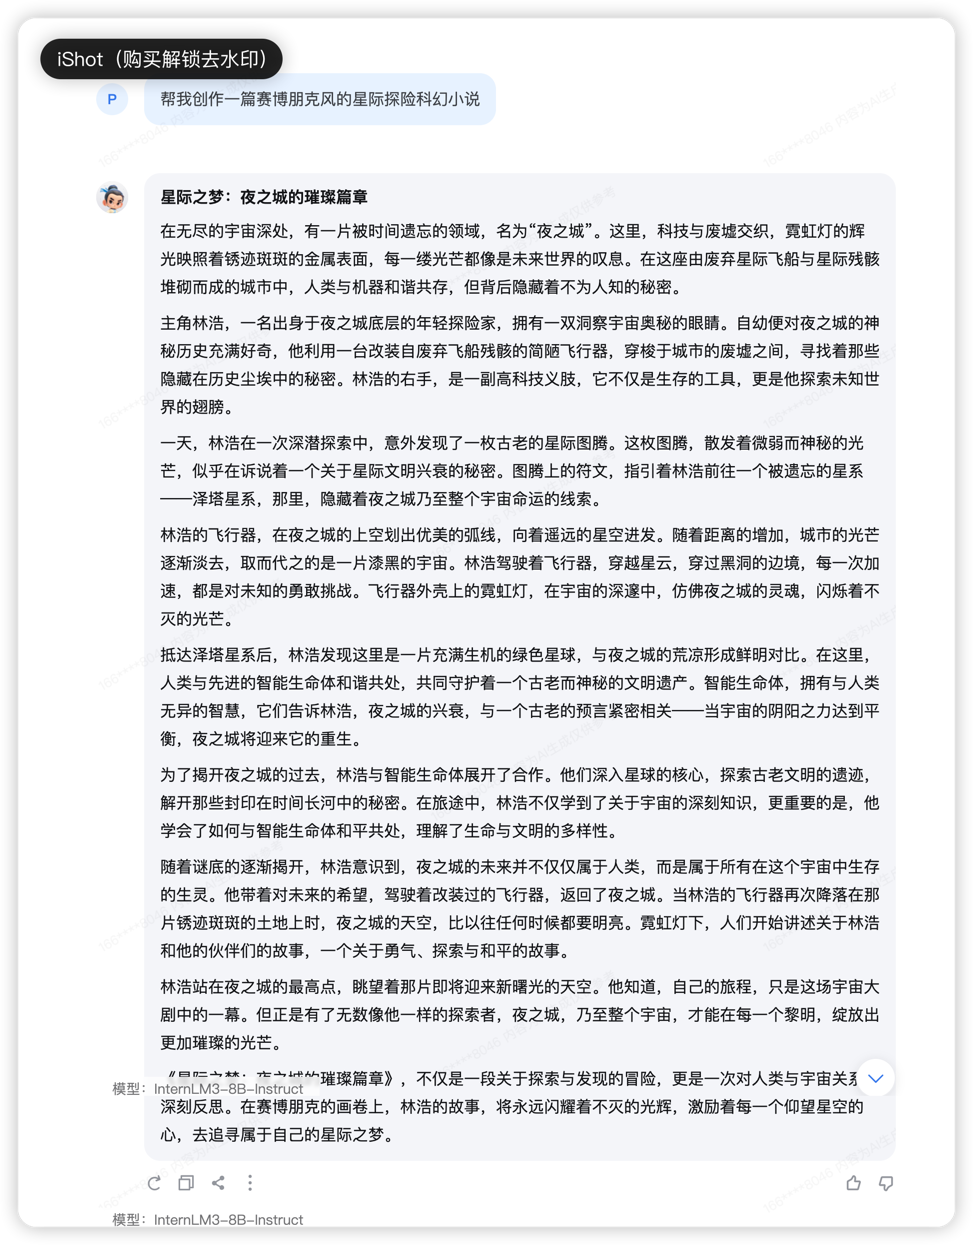 iShot（购买解锁去水印）
P
帮我创作一篇赛博朋克风的星际探险科幻小说
星际之梦：夜之城的璀璨篇章
在无尽的宇宙深处，有一片被时间遗忘的领域，名为“夜之城”。这里，科技与废墟交织，霓虹灯的辉
光映照着锈迹斑斑的金属表面，每一缕光芒都像是未来世界的叹息。在这座由废弃星际飞船与星际残骸
堆砌而成的城市中，人类与机器和谐共存，但背后隐藏着不为人知的秘密。
主角林浩，一名出身于夜之城底层的年轻探险家，拥有一双洞察宇宙奥秘的眼睛。自幼便对夜之城的神
秘历史充满好奇，他利用一台改装自废弃飞船残骸的简陋飞行器，穿梭于城市的废墟之间，寻找着那些
隐藏在历史尘埃中的秘密。林浩的右手，是一副高科技义肢，它不仅是生存的工具，更是他探索未知世
界的翅膀。
一天，林浩在一次深潜探索中，意外发现了一枚古老的星际图腾。这枚图腾，散发着微弱而神秘的光
芒，似乎在诉说着一个关于星际文明兴衰的秘密。图腾上的符文，指引着林浩前往一个被遗忘的星系
——泽塔星系，那里，隐藏着夜之城乃至整个宇宙命运的线索。
林浩的飞行器，在夜之城的上空划出优美的弧线，向着遥远的星空进发。随着距离的增加，城市的光芒
逐渐淡去，取而代之的是一片漆黑的宇宙。林浩驾驶着飞行器，穿越星云，穿过黑洞的边境，每一次加
速，都是对未知的勇敢挑战。飞行器外壳上的霓虹灯，在宇宙的深邃中，仿佛夜之城的灵魂，闪烁着不
灭的光芒。
抵达泽塔星系后，林浩发现这里是一片充满生机的绿色星球，与夜之城的荒凉形成鲜明对比。在这里，
人类与先进的智能生命体和谐共处，共同守护着一个古老而神秘的文明遗产。智能生命体，拥有与人类
无异的智慧，它们告诉林浩，夜之城的兴衰，与一个古老的预言紧密相关——当宇宙的阴阳之力达到平
衡，夜之城将迎来它的重生。
为了揭开夜之城的过去，林浩与智能生命体展开了合作。他们深入星球的核心，探索古老文明的遗迹，
解开那些封印在时间长河中的秘密。在旅途中，林浩不仅学到了关于宇宙的深刻知识，更重要的是，他
学会了如何与智能生命体和平共处，理解了生命与文明的多样性。
随着谜底的逐渐揭开，林浩意识到，夜之城的未来并不仅仅属于人类，而是属于所有在这个宇宙中生存
的生灵。他带着对未来的希望，驾驶着改装过的飞行器，返回了夜之城。当林浩的飞行器再次降落在那
片锈迹斑斑的土地上时，夜之城的天空，比以往任何时候都要明亮。霓虹灯下，人们开始讲述关于林浩
和他的伙伴们的故事，一个关于勇气、探索与和平的故事。
林浩站在夜之城的最高点，眺望着那片即将迎来新曙光的天空。他知道，自己的旅程，只是这场宇宙大
剧中的一幕。但正是有了无数像他一样的探索者，夜之城，乃至整个宇宙，才能在每一个黎明，绽放出
更加璀璨的光芒。
《星际之梦：夜之城的璀璨篇章》，不仅是一段关于探索与发现的冒险，更是一次对人类与宇宙关系
模型：InternLM3-8B-Instruct
深刻反思。在赛博朋克的画卷上，林浩的故事，将永远闪耀着不灭的光辉，激励着每一个仰望星空的
心，去追寻属于自己的星际之梦。
模型：InternLM3-8B-Instruct